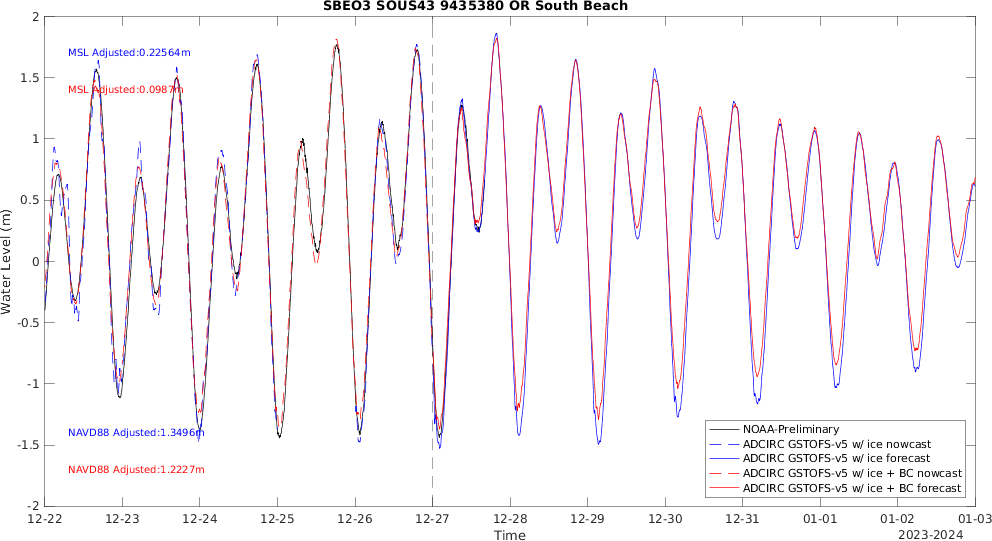 SBEO3 SOUS43 9435380 OR South Beach
2
1.5
1
0.5
0
-0.5
-1
-1.5
-2
Water Level (m)
MSL Adjusted:0.22564m
MSL Adjusted:0.0987m
NAVD88 Adjusted:1.3496m
NAVD88 Adjusted:1.2227m
NOAA-Preliminary
ADCIRC GSTOFS-v5 w/ ice nowcast
ADCIRC GSTOFS-v5 w/ ice forecast
ADCIRC GSTOFS-v5 w/ ice + BC nowcast
ADCIRC GSTOFS-v5 w/ ice + BC forecast
12-22 12-23 12-24 12-25 12-26 12-27 12-28 12-29 12-30 12-31 01-01 01-02 01-03
Time
2023-2024